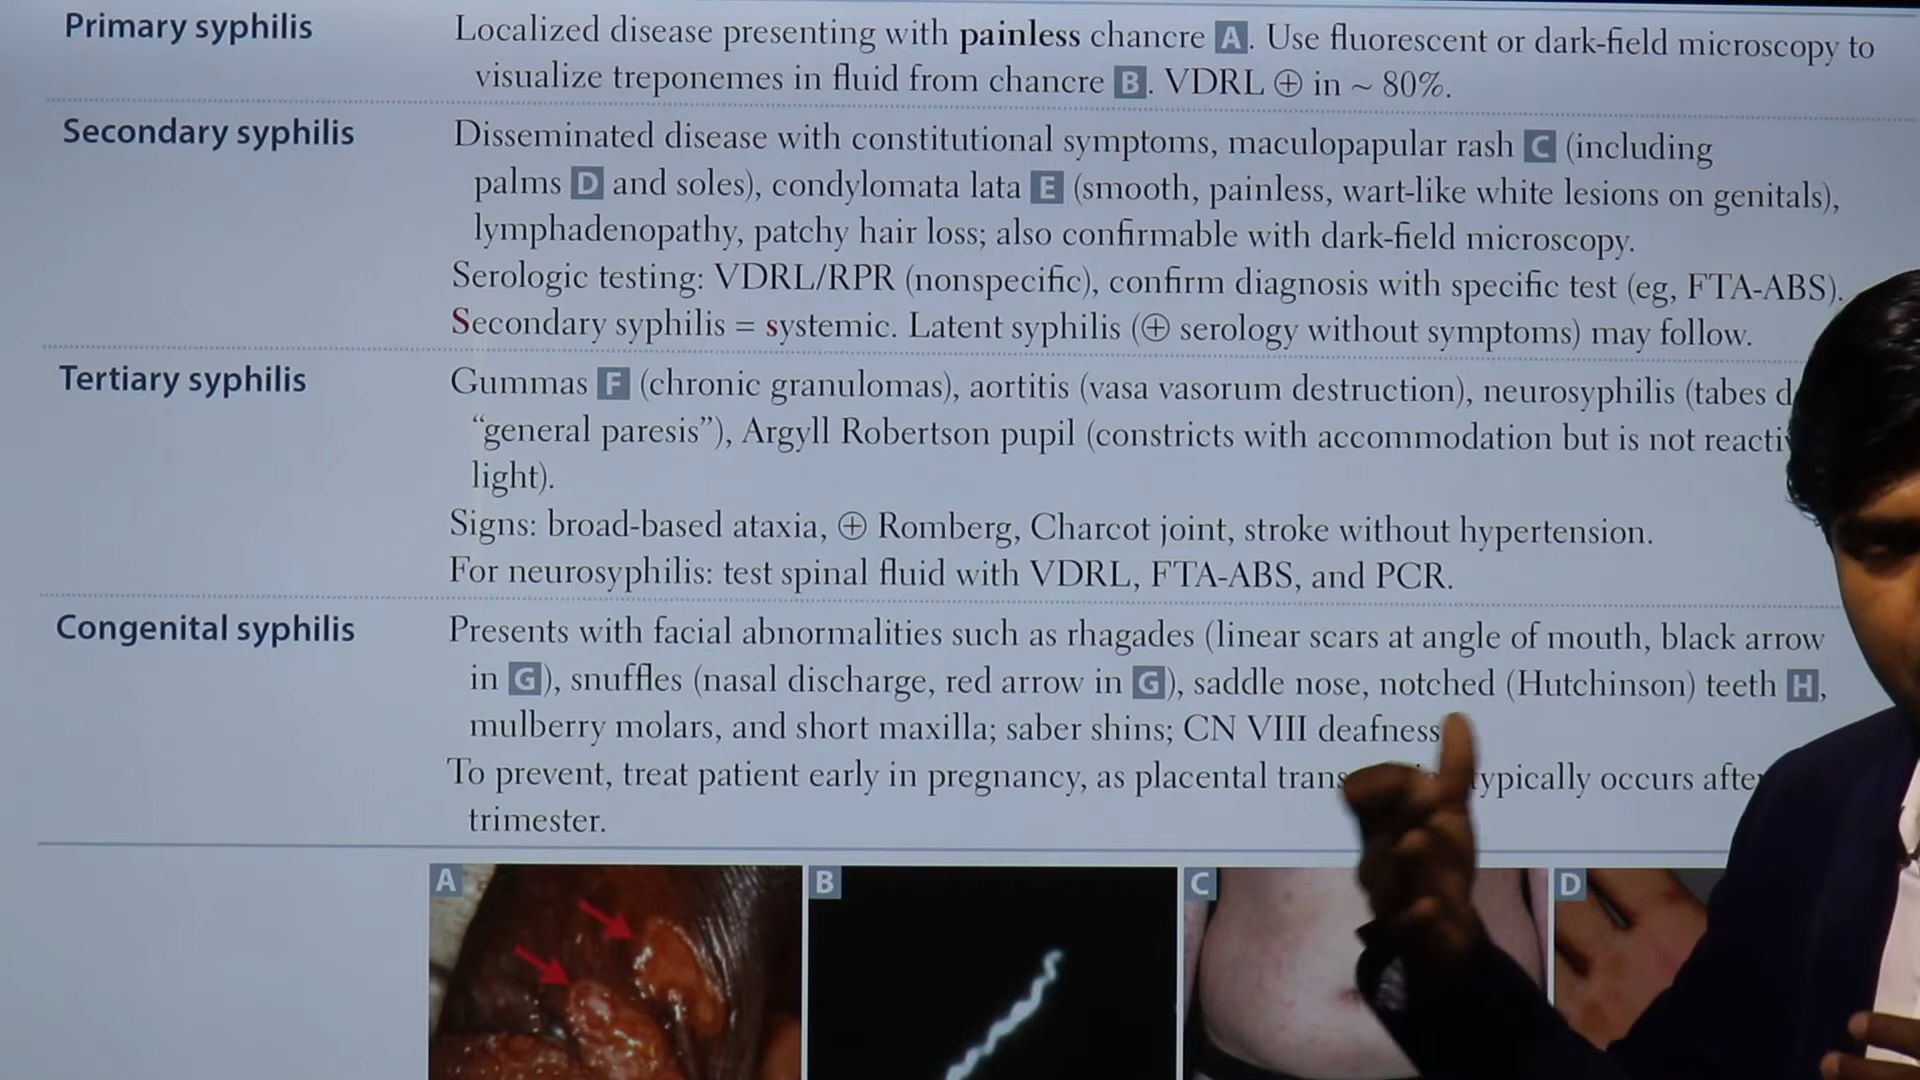 Primary syphilis
Localized disease presenting with painless chancre A. Use fluorescent or dark-field microscopy to
visualize treponemes in fluid from chancre B. VDRL ⊕ in ~ 80%.
Secondary syphilis
Disseminated disease with constitutional symptoms, maculopapular rash C (including
palms D and soles), condylomata lata E (smooth, painless, wart-like white lesions on genitals),
lymphadenopathy, patchy hair loss; also confirmable with dark-field microscopy.
Serologic testing: VDRL/RPR (nonspecific), confirm diagnosis with specific test (eg, FTA-ABS).
Secondary syphilis = systemic. Latent syphilis (⊕ serology without symptoms) may follow.
Tertiary syphilis
Gummas F (chronic granulomas), aortitis (vasa vasorum destruction), neurosyphilis (tabes
“general paresis”), Argyll Robertson pupil (constricts with accommodation but is not
light).
Signs: broad-based ataxia, ⊕ Romberg, Charcot joint, stroke without hypertension.
For neurosyphilis: test spinal fluid with VDRL, FTA-ABS, and PCR.
Congenital syphilis
Presents with facial abnormalities such as rhagades (linear scars at angle of mouth, black arrow
in G), snuffles (nasal discharge, red arrow in G), saddle nose, notched (Hutchinson) teeth H,
mulberry molars, and short maxilla; saber shins; CN VIII deafness
To prevent, treat patient early in pregnancy, as placental typically occurs
trimester.
A B C D